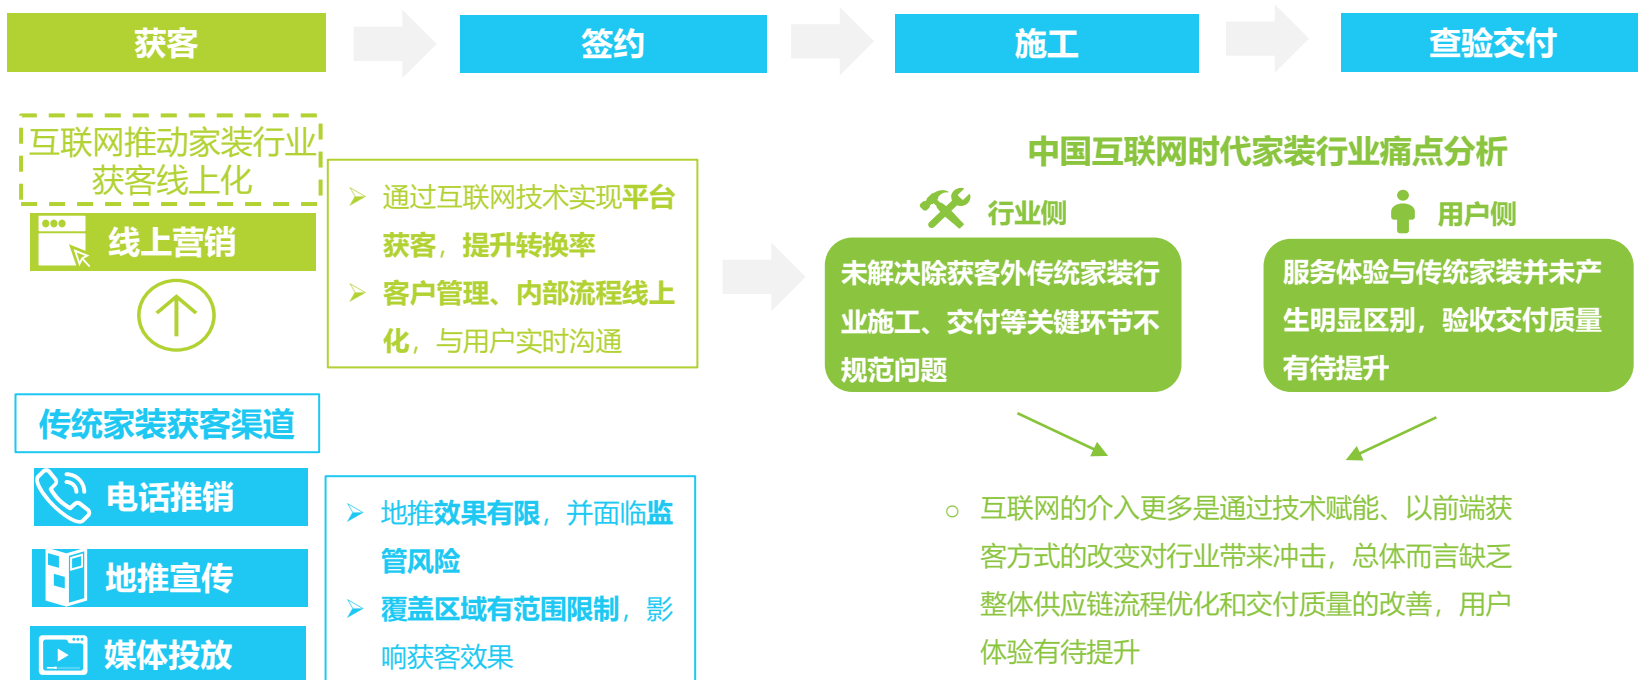 获客
签约
施工
查验交付
互联网推动家装行业
获客线上化
线上营销
➢ 通过互联网技术实现平台
获客，提升转换率
➢ 客户管理、内部流程线上
化，与用户实时沟通
传统家装获客渠道
电话推销
地推宣传
媒体投放
➢ 地推效果有限，并面临监
管风险
➢ 覆盖区域有范围限制，影
响获客效果
中国互联网时代家装行业痛点分析
行业侧
未解决除获客外传统家装行
业施工、交付等关键环节不
规范问题
用户侧
服务体验与传统家装并未产
生明显区别，验收交付质量
有待提升
○ 互联网的介入更多是通过技术赋能、以前端获
客方式的改变对行业带来冲击，总体而言缺乏
整体供应链流程优化和交付质量的改善，用户
体验有待提升